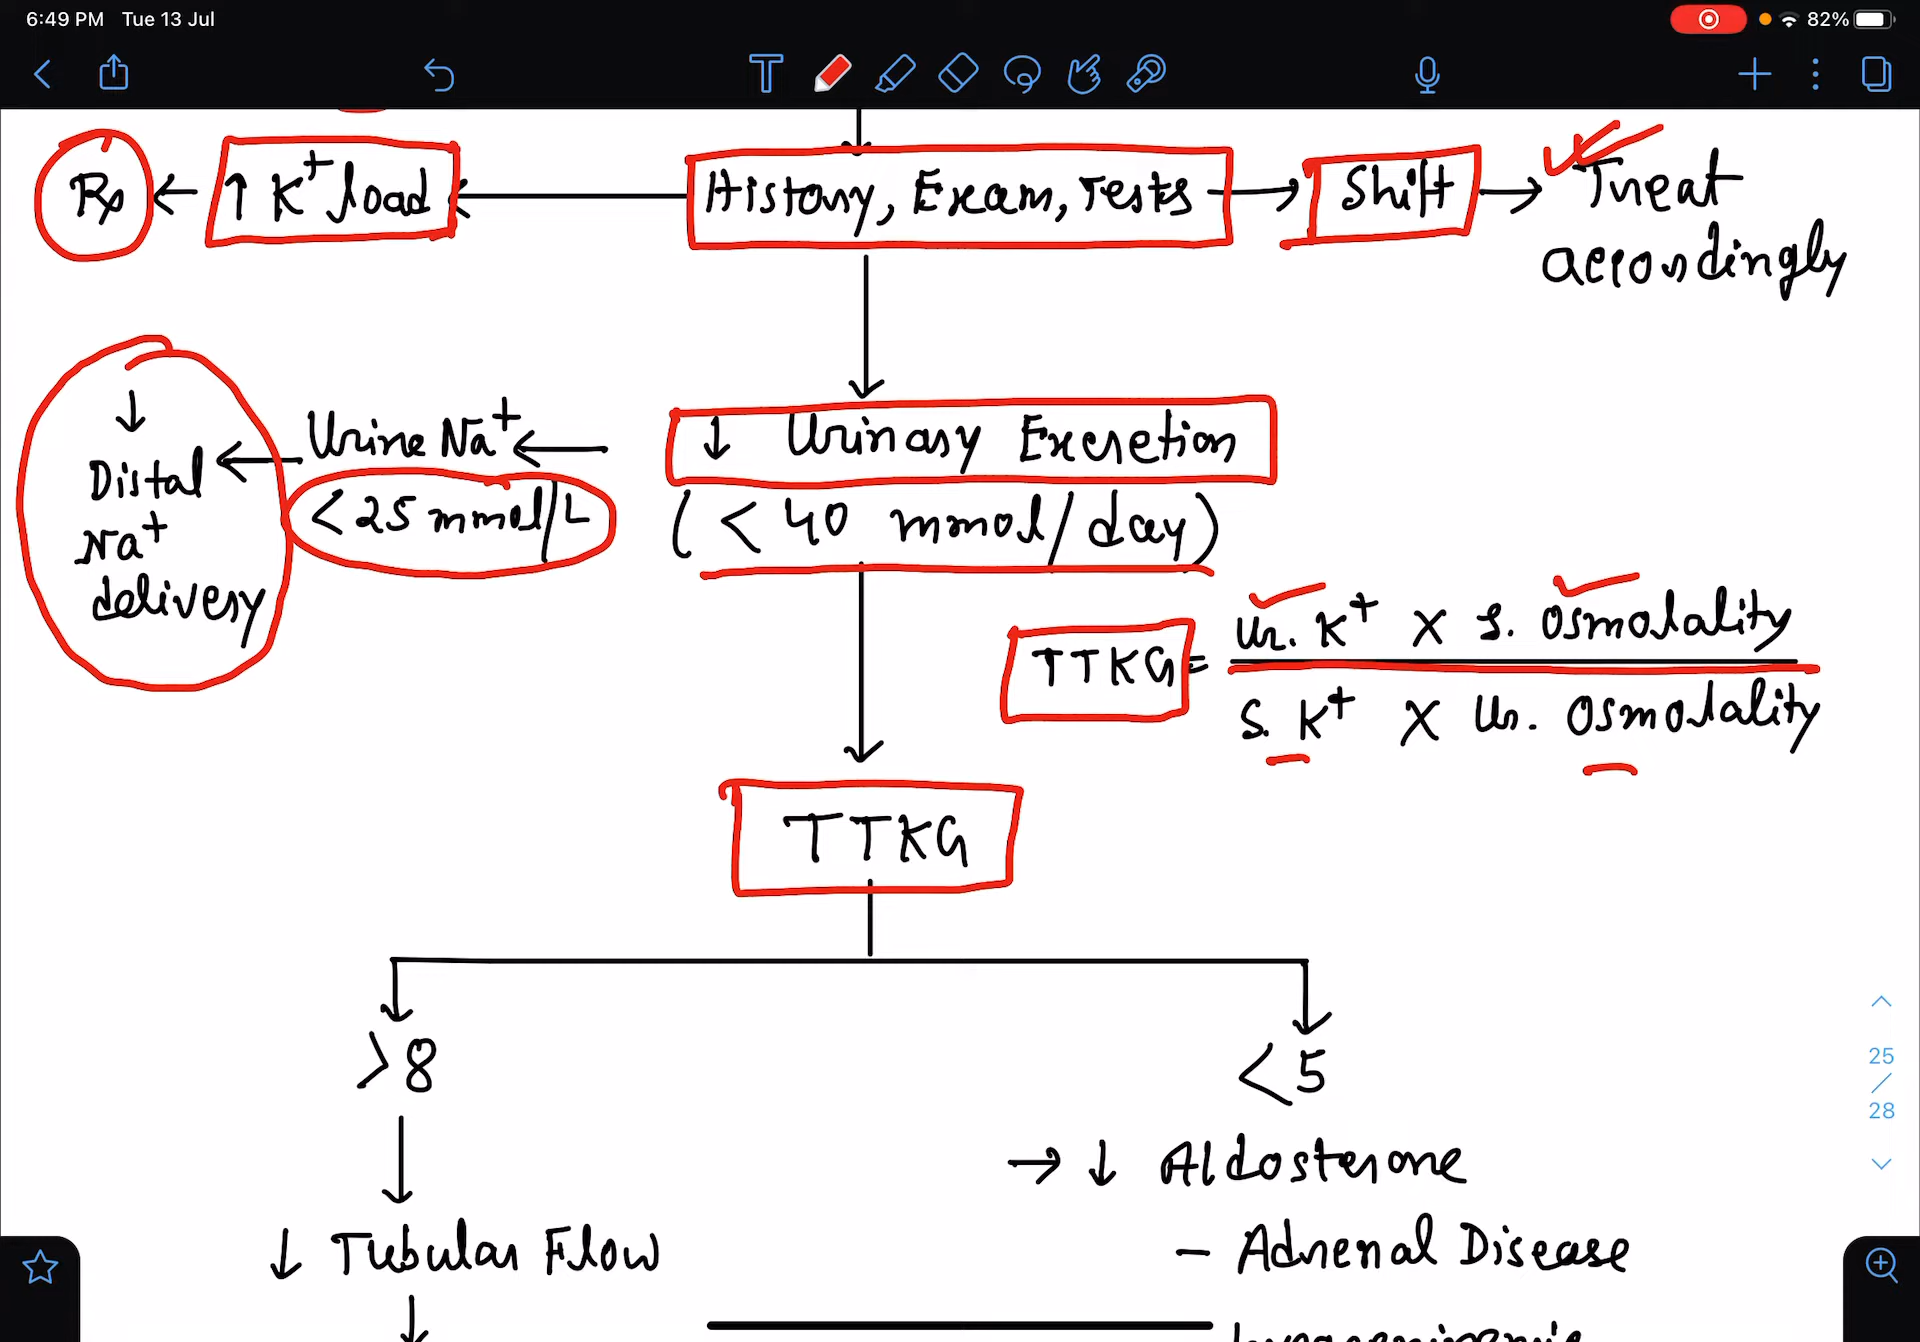 6:49 PM Tue 13 Jul
82%
Rx ← ↑ K+ load ← History, Exam, Tests → Shift → Treat
accordingly
↓ Urinary Excretion
(< 40 mmol/day)
Urine Na+
< 25 mmol/L
↓
Distal
Na+
delivery
TTKG = Ur. K+ X S. Osmolality
S. K+ X Ur. Osmolality
TTKG
>8
<5
↓ Tubular Flow
→ ↓ Aldosterone
- Adrenal Disease
25
/
28